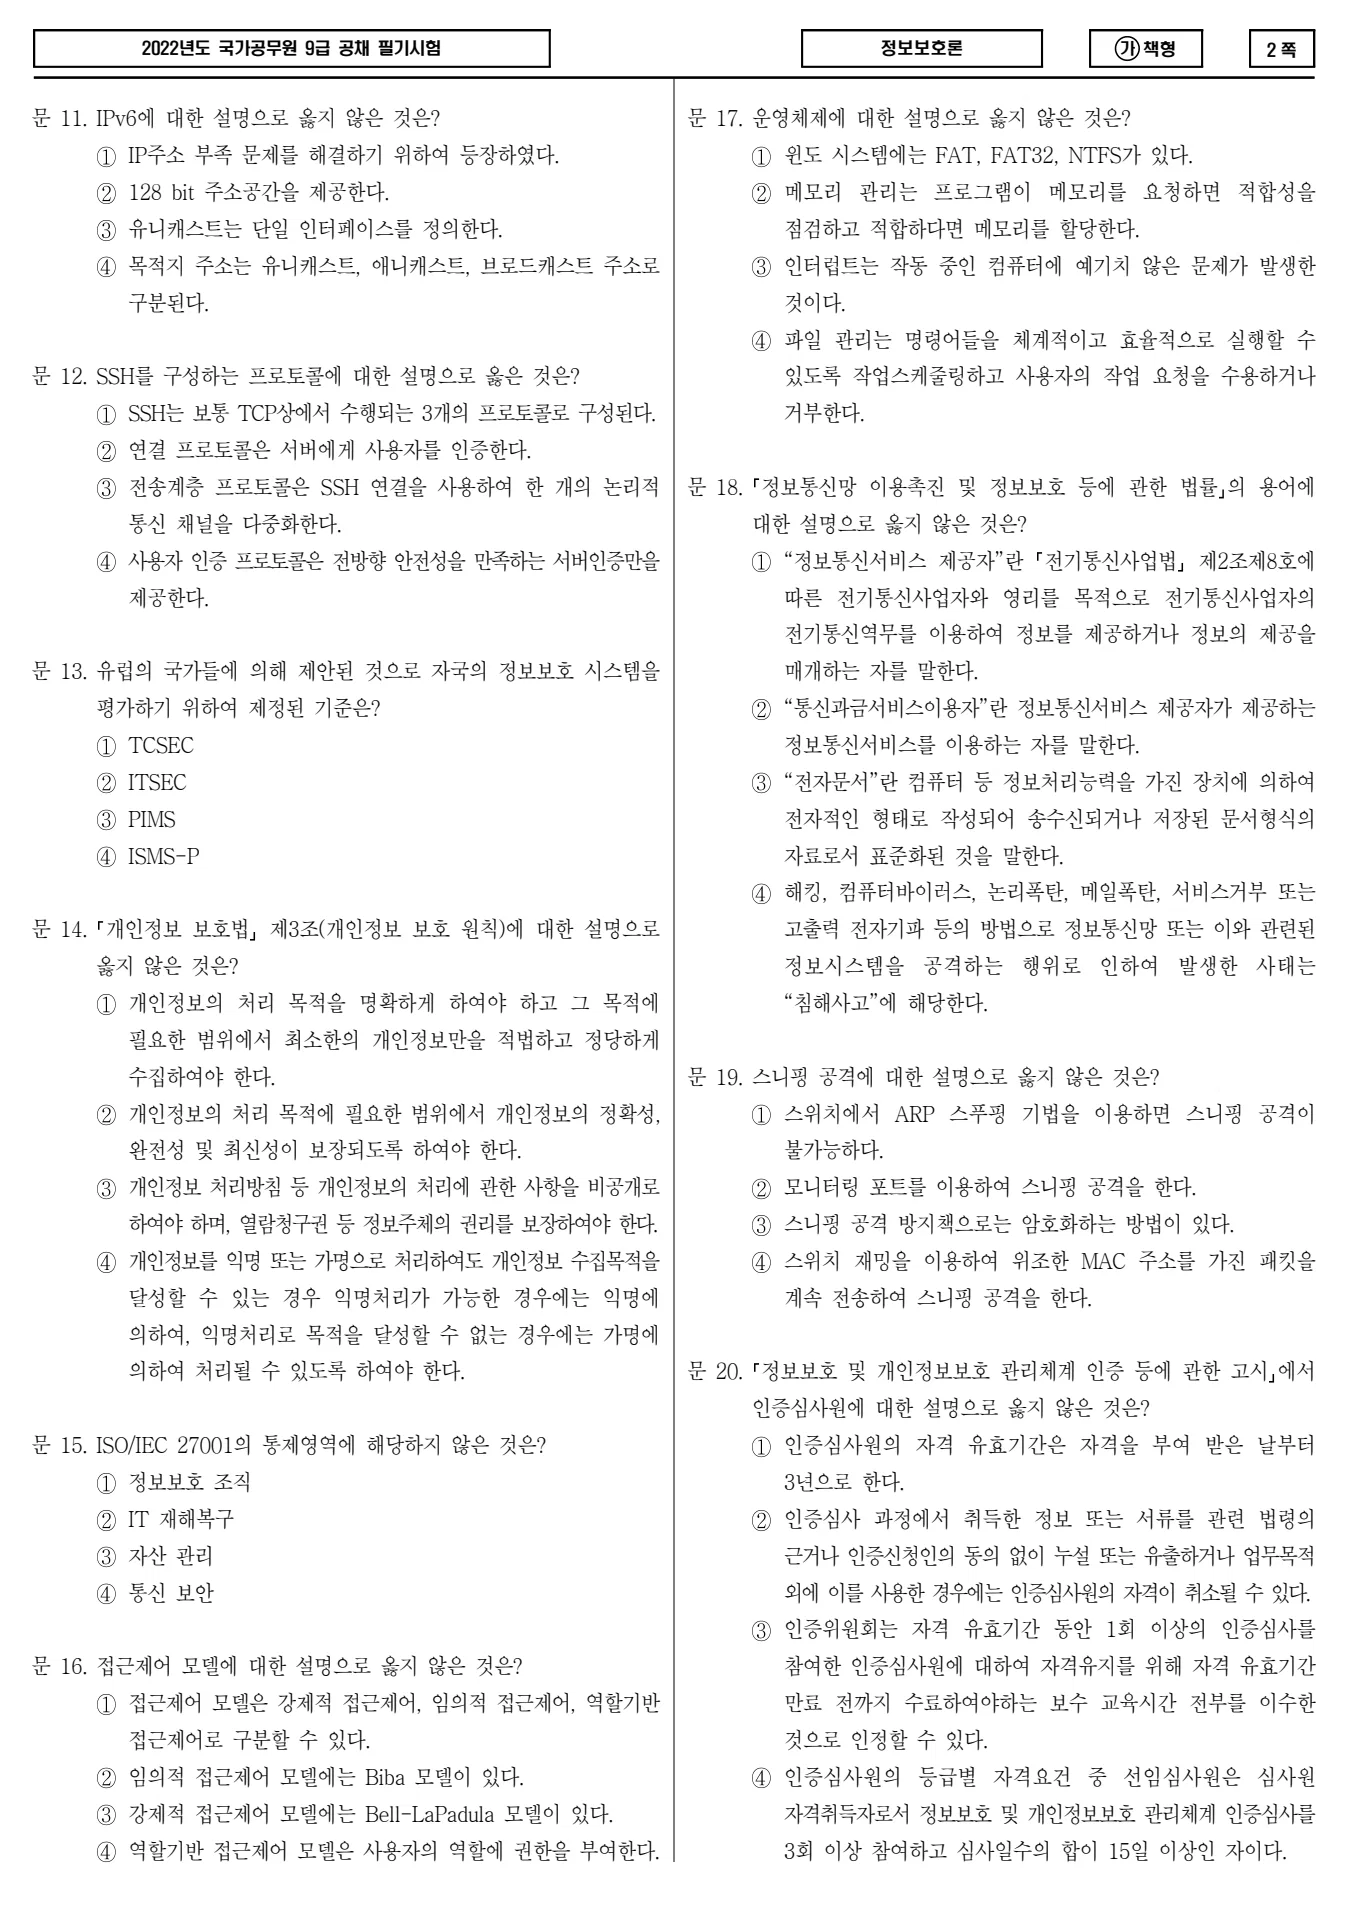 2022년도 국가공무원 9급 공채 필기시험
정보보호론
㉮ 책형
2 쪽
문 11. IPv6에 대한 설명으로 옳지 않은 것은?
① IP주소 부족 문제를 해결하기 위하여 등장하였다.
② 128 bit 주소공간을 제공한다.
③ 유니캐스트는 단일 인터페이스를 정의한다.
④ 목적지 주소는 유니캐스트, 애니캐스트, 브로드캐스트 주소로
구분된다.
문 12. SSH를 구성하는 프로토콜에 대한 설명으로 옳은 것은?
① SSH는 보통 TCP상에서 수행되는 3개의 프로토콜로 구성된다.
② 연결 프로토콜은 서버에게 사용자를 인증한다.
③ 전송계층 프로토콜은 SSH 연결을 사용하여 한 개의 논리적
통신 채널을 다중화한다.
④ 사용자 인증 프로토콜은 전방향 안전성을 만족하는 서버인증만을
제공한다.
문 13. 유럽의 국가들에 의해 제안된 것으로 자국의 정보보호 시스템을
평가하기 위하여 제정된 기준은?
① TCSEC
② ITSEC
③ PIMS
④ ISMS-P
문 14. 「개인정보 보호법」 제3조(개인정보 보호 원칙)에 대한 설명으로
옳지 않은 것은?
① 개인정보의 처리 목적을 명확하게 하여야 하고 그 목적에
필요한 범위에서 최소한의 개인정보만을 적법하고 정당하게
수집하여야 한다.
② 개인정보의 처리 목적에 필요한 범위에서 개인정보의 정확성,
완전성 및 최신성이 보장되도록 하여야 한다.
③ 개인정보 처리방침 등 개인정보의 처리에 관한 사항을 비공개로
하여야 하며, 열람청구권 등 정보주체의 권리를 보장하여야 한다.
④ 개인정보를 익명 또는 가명으로 처리하여도 개인정보 수집목적을
달성할 수 있는 경우 익명처리가 가능한 경우에는 익명에
의하여, 익명처리로 목적을 달성할 수 없는 경우에는 가명에
의하여 처리될 수 있도록 하여야 한다.
문 15. ISO/IEC 27001의 통제영역에 해당하지 않은 것은?
① 정보보호 조직
② IT 재해복구
③ 자산 관리
④ 통신 보안
문 16. 접근제어 모델에 대한 설명으로 옳지 않은 것은?
① 접근제어 모델은 강제적 접근제어, 임의적 접근제어, 역할기반
접근제어로 구분할 수 있다.
② 임의적 접근제어 모델에는 Biba 모델이 있다.
③ 강제적 접근제어 모델에는 Bell-LaPadula 모델이 있다.
④ 역할기반 접근제어 모델은 사용자의 역할에 권한을 부여한다.
문 17. 운영체제에 대한 설명으로 옳지 않은 것은?
① 윈도 시스템에는 FAT, FAT32, NTFS가 있다.
② 메모리 관리는 프로그램이 메모리를 요청하면 적합성을
점검하고 적합하다면 메모리를 할당한다.
③ 인터럽트는 작동 중인 컴퓨터에 예기치 않은 문제가 발생한
것이다.
④ 파일 관리는 명령어들을 체계적이고 효율적으로 실행할 수
있도록 작업스케줄링하고 사용자의 작업 요청을 수용하거나
거부한다.
문 18. 「정보통신망 이용촉진 및 정보보호 등에 관한 법률」의 용어에
대한 설명으로 옳지 않은 것은?
① “정보통신서비스 제공자”란 「전기통신사업법」 제2조제8호에
따른 전기통신사업자와 영리를 목적으로 전기통신사업자의
전기통신역무를 이용하여 정보를 제공하거나 정보의 제공을
매개하는 자를 말한다.
② “통신과금서비스이용자”란 정보통신서비스 제공자가 제공하는
정보통신서비스를 이용하는 자를 말한다.
③ “전자문서”란 컴퓨터 등 정보처리능력을 가진 장치에 의하여
전자적인 형태로 작성되어 송수신되거나 저장된 문서형식의
자료로서 표준화된 것을 말한다.
④ 해킹, 컴퓨터바이러스, 논리폭탄, 메일폭탄, 서비스거부 또는
고출력 전자기파 등의 방법으로 정보통신망 또는 이와 관련된
정보시스템을 공격하는 행위로 인하여 발생한 사태는
“침해사고”에 해당한다.
문 19. 스니핑 공격에 대한 설명으로 옳지 않은 것은?
① 스위치에서 ARP 스푸핑 기법을 이용하면 스니핑 공격이
불가능하다.
② 모니터링 포트를 이용하여 스니핑 공격을 한다.
③ 스니핑 공격 방지책으로는 암호화하는 방법이 있다.
④ 스위치 재밍을 이용하여 위조한 MAC 주소를 가진 패킷을
계속 전송하여 스니핑 공격을 한다.
문 20. 「정보보호 및 개인정보보호 관리체계 인증 등에 관한 고시」에서
인증심사원에 대한 설명으로 옳지 않은 것은?
① 인증심사원의 자격 유효기간은 자격을 부여 받은 날부터
3년으로 한다.
② 인증심사 과정에서 취득한 정보 또는 서류를 관련 법령의
근거나 인증신청인의 동의 없이 누설 또는 유출하거나 업무목적
외에 이를 사용한 경우에는 인증심사원의 자격이 취소될 수 있다.
③ 인증위원회는 자격 유효기간 동안 1회 이상의 인증심사를
참여한 인증심사원에 대하여 자격유지를 위해 자격 유효기간
만료 전까지 수료하여야하는 보수 교육시간 전부를 이수한
것으로 인정할 수 있다.
④ 인증심사원의 등급별 자격요건 중 선임심사원은 심사원
자격취득자로서 정보보호 및 개인정보보호 관리체계 인증심사를
3회 이상 참여하고 심사일수의 합이 15일 이상인 자이다.